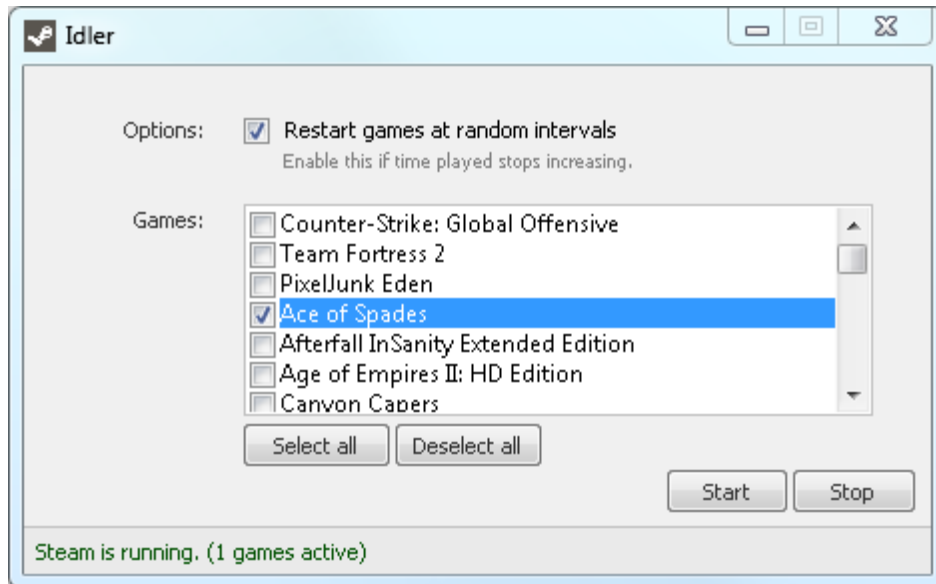 Idler
Options: Restart games at random intervals
Enable this if time played stops increasing.
Games: Counter-Strike: Global Offensive
Team Fortress 2
PixelJunk Eden
Ace of Spades
Afterfall InSanity Extended Edition
Age of Empires II: HD Edition
Canyon Capers
Select all Deselect all
Start Stop
Steam is running. (1 games active)